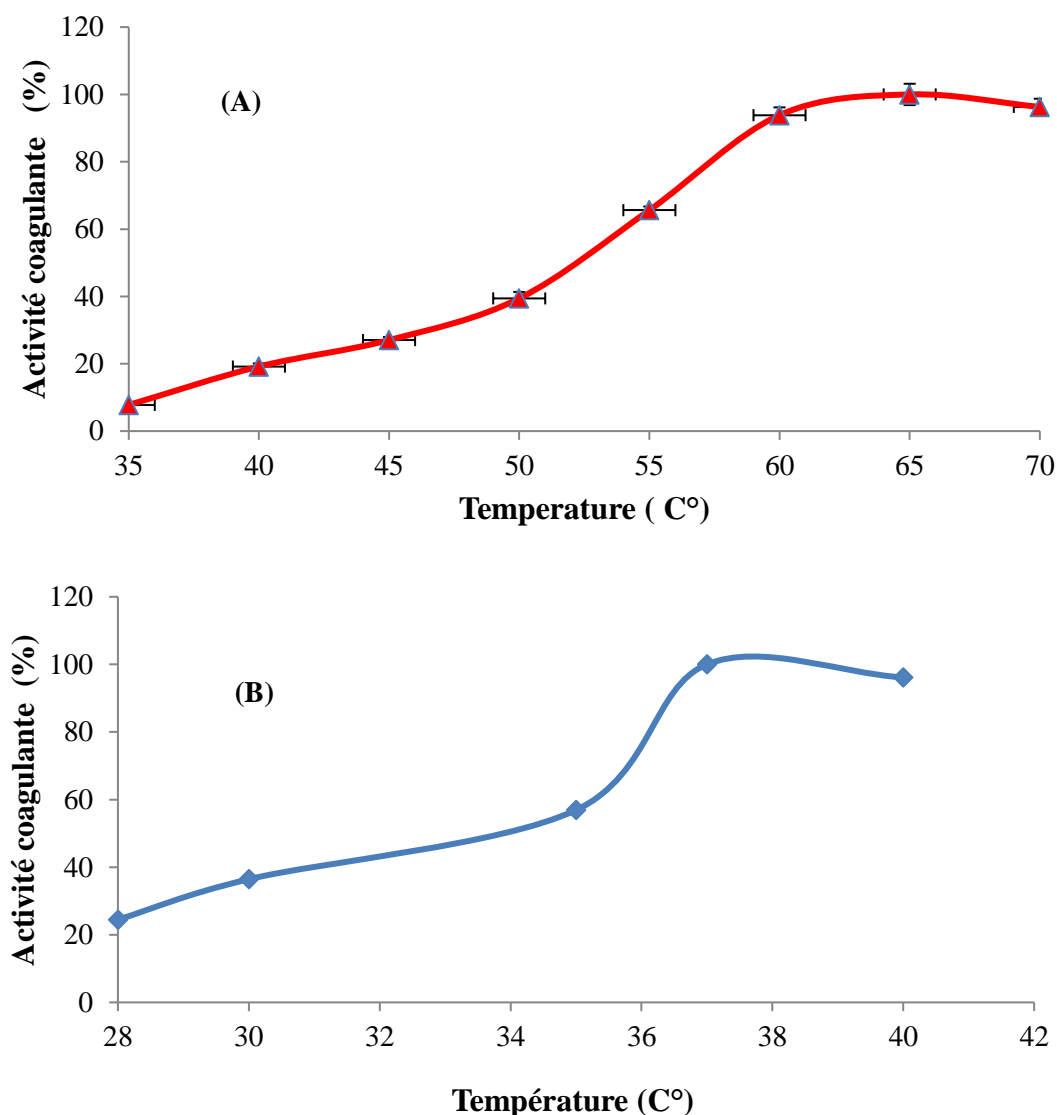 120
100
80
60
40
20
0
Activité coagulante (%)
(A)
35 40 45 50 55 60 65 70
Temperature ( C°)
120
100
80
60
40
20
0
Activité coagulante (%)
(B)
28 30 32 34 36 38 40 42
Température (C°)